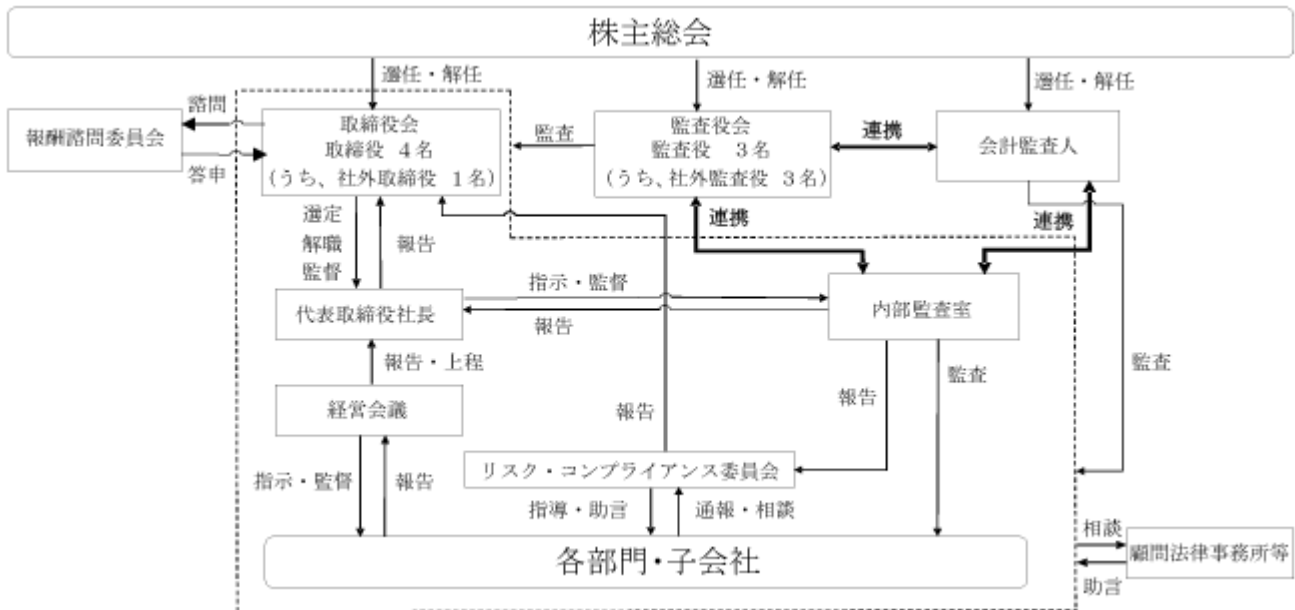 株主総会
選任・解任
選任・解任
選任・解任
諮問
報酬諮問委員会
答申
取締役会
取締役 4名
(うち、社外取締役 1名)
監査
監査役会
監査役 3名
(うち、社外監査役 3名)
連携
会計監査人
選定
解職
監督
報告
連携
連携
指示・監督
代表取締役社長
内部監査室
報告
報告・上程
監査
監査
経営会議
報告
報告
リスク・コンプライアンス委員会
指示・監督
報告
指導・助言
通報・相談
各部門・子会社
相談
顧問法律事務所等
助言